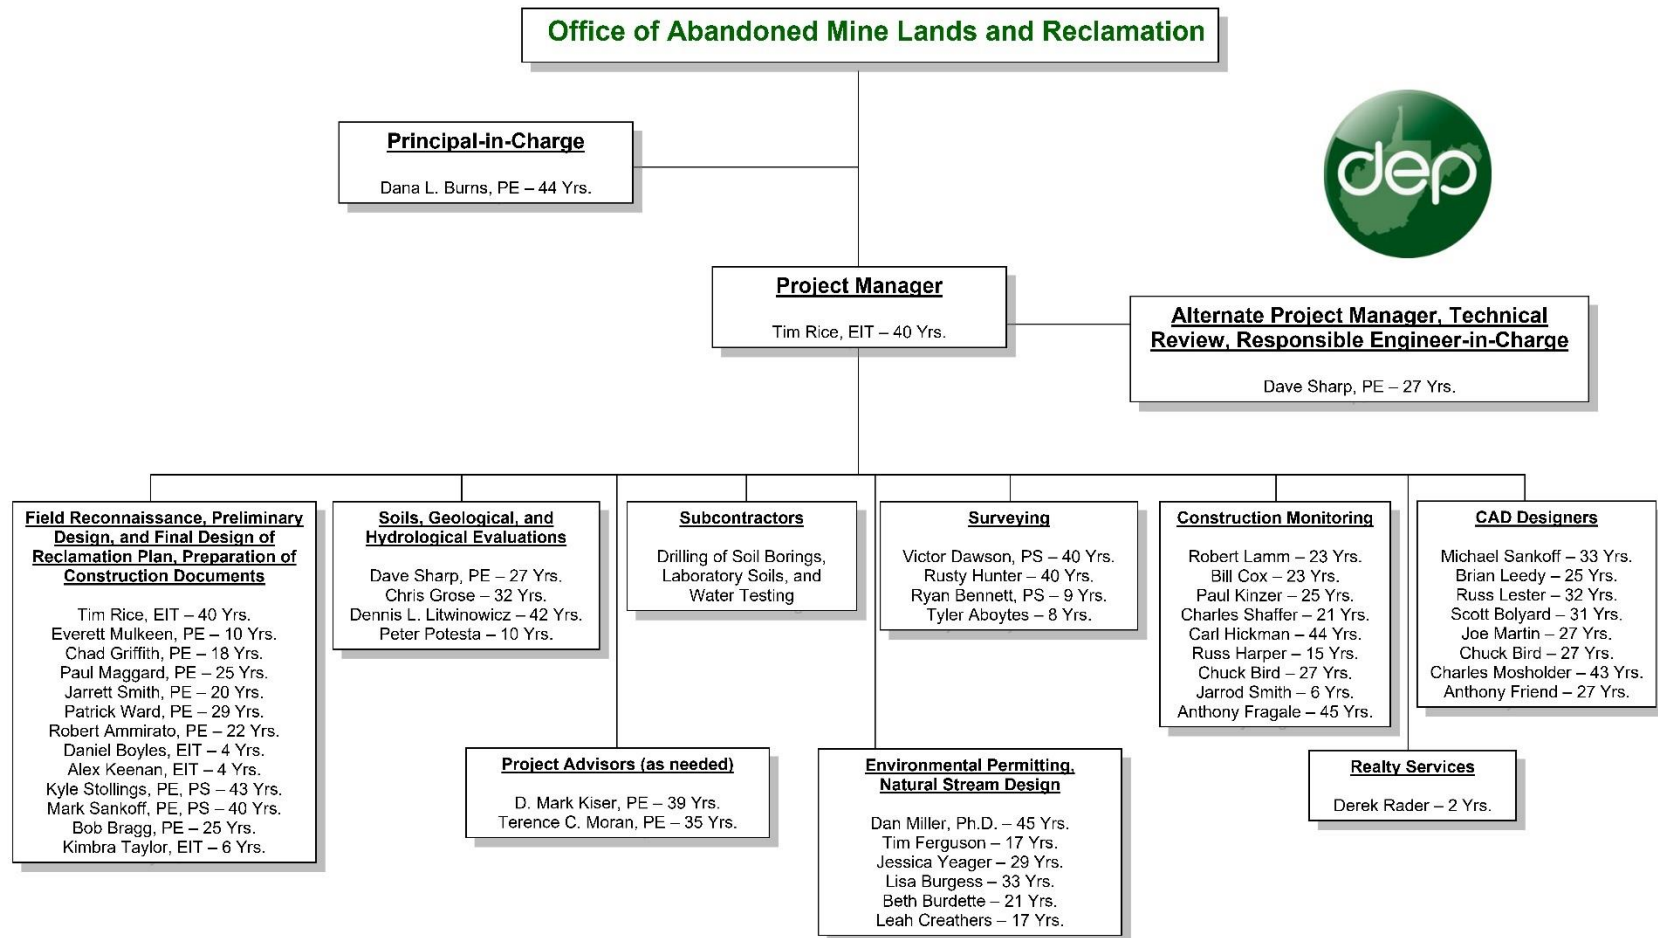 Office of Abandoned Mine Lands and Reclamation
Principal-in-Charge
Dana L. Burns, PE – 44 Yrs.
dep
Project Manager
Tim Rice, EIT – 40 Yrs.
Alternate Project Manager, Technical
Review, Responsible Engineer-in-Charge
Dave Sharp, PE – 27 Yrs.
Field Reconnaissance, Preliminary
Design, and Final Design of
Reclamation Plan, Preparation of
Construction Documents
Tim Rice, EIT – 40 Yrs.
Everett Mulkeen, PE – 10 Yrs.
Chad Griffith, PE – 18 Yrs.
Paul Maggard, PE – 25 Yrs.
Jarrett Smith, PE – 20 Yrs.
Patrick Ward, PE – 29 Yrs.
Robert Ammirato, PE – 22 Yrs.
Daniel Boyles, EIT – 4 Yrs.
Alex Keenan, EIT – 4 Yrs.
Kyle Stollings, PE, PS – 43 Yrs.
Mark Sankoff, PE, PS – 40 Yrs.
Bob Bragg, PE – 25 Yrs.
Kimbra Taylor, EIT – 6 Yrs.
Soils, Geological, and
Hydrological Evaluations
Dave Sharp, PE – 27 Yrs.
Chris Grose – 32 Yrs.
Dennis L. Litwinowicz – 42 Yrs.
Peter Potesta – 10 Yrs.
Subcontractors
Drilling of Soil Borings,
Laboratory Soils, and
Water Testing
Surveying
Victor Dawson, PS – 40 Yrs.
Rusty Hunter – 40 Yrs.
Ryan Bennett, PS – 9 Yrs.
Tyler Aboytes – 8 Yrs.
Construction Monitoring
Robert Lamm – 23 Yrs.
Bill Cox – 23 Yrs.
Paul Kinzer – 25 Yrs.
Charles Shaffer – 21 Yrs.
Carl Hickman – 44 Yrs.
Russ Harper – 15 Yrs.
Chuck Bird – 27 Yrs.
Jarrod Smith – 6 Yrs.
Anthony Fragale – 45 Yrs.
CAD Designers
Michael Sankoff – 33 Yrs.
Brian Leedy – 25 Yrs.
Russ Lester – 32 Yrs.
Scott Bolyard – 31 Yrs.
Joe Martin – 27 Yrs.
Chuck Bird – 27 Yrs.
Charles Mosholder – 43 Yrs.
Anthony Friend – 27 Yrs.
Project Advisors (as needed)
D. Mark Kiser, PE – 39 Yrs.
Terence C. Moran, PE – 35 Yrs.
Environmental Permitting,
Natural Stream Design
Dan Miller, Ph.D. – 45 Yrs.
Tim Ferguson – 17 Yrs.
Jessica Yeager – 29 Yrs.
Lisa Burgess – 33 Yrs.
Beth Burdette – 21 Yrs.
Leah Creathers – 17 Yrs.
Realty Services
Derek Rader – 2 Yrs.